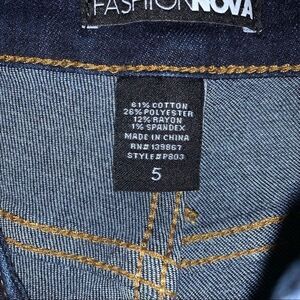 FASHIONNOVA
61% COTTON
26% POLYESTER
12% RAYON
1% SPANDEX
MADE IN CHINA
RN# 139867
STYLE#P803
5